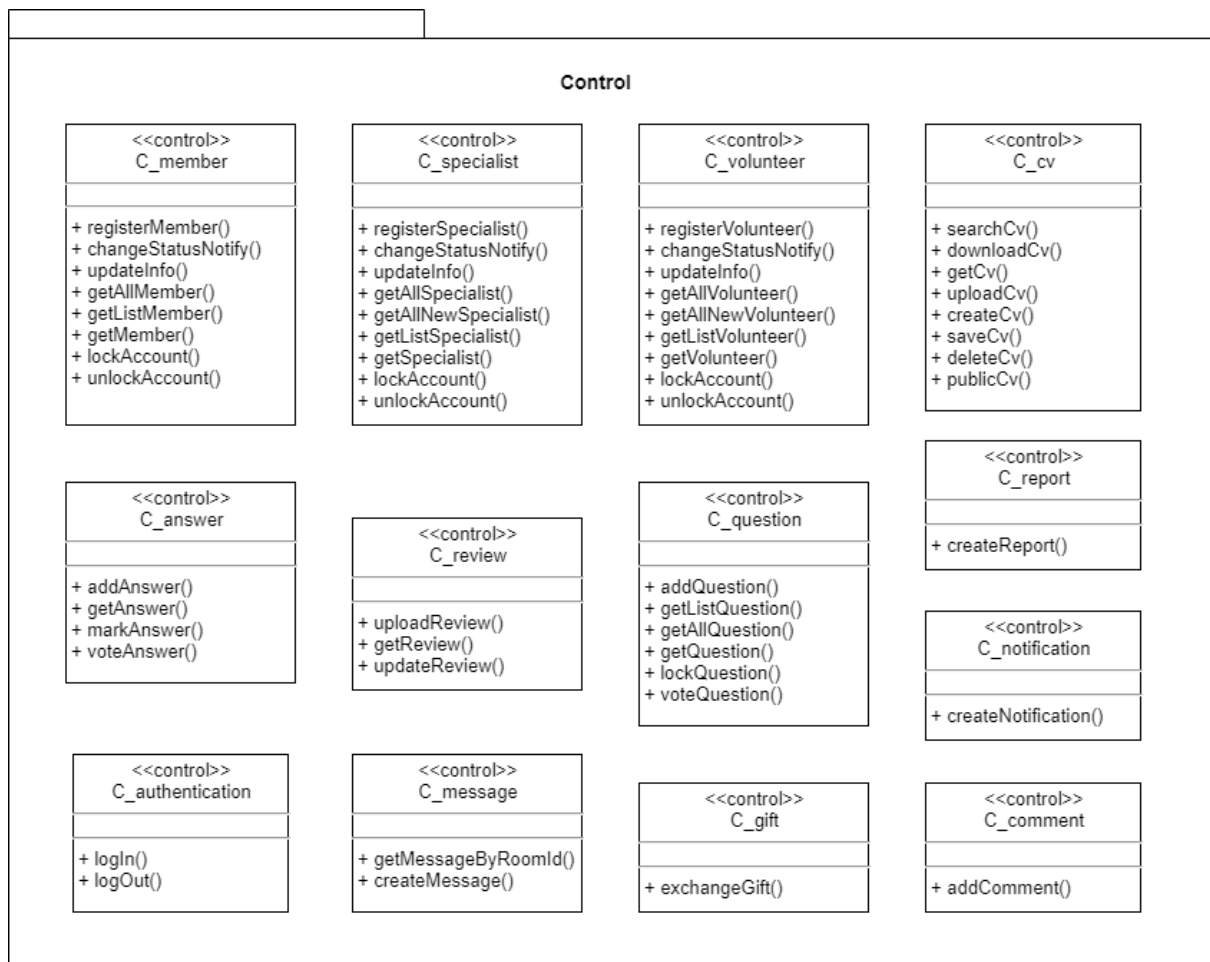 Control
<<control>>
C_member
+ registerMember()
+ changeStatusNotify()
+ updateInfo()
+ getAllMember()
+ getListMember()
+ getMember()
+ lockAccount()
+ unlockAccount()
<<control>>
C_specialist
+ registerSpecialist()
+ changeStatusNotify()
+ updateInfo()
+ getAllSpecialist()
+ getAllNewSpecialist()
+ getListSpecialist()
+ getSpecialist()
+ lockAccount()
+ unlockAccount()
<<control>>
C_volunteer
+ registerVolunteer()
+ changeStatusNotify()
+ updateInfo()
+ getAllVolunteer()
+ getAllNewVolunteer()
+ getListVolunteer()
+ getVolunteer()
+ lockAccount()
+ unlockAccount()
<<control>>
C_cv
+ searchCv()
+ downloadCv()
+ getCv()
+ uploadCv()
+ createCv()
+ saveCv()
+ deleteCv()
+ publicCv()
<<control>>
C_answer
+ addAnswer()
+ getAnswer()
+ markAnswer()
+ voteAnswer()
<<control>>
C_review
+ uploadReview()
+ getReview()
+ updateReview()
<<control>>
C_question
+ addQuestion()
+ getListQuestion()
+ getAllQuestion()
+ getQuestion()
+ lockQuestion()
+ voteQuestion()
<<control>>
C_report
+ createReport()
<<control>>
C_notification
+ createNotification()
<<control>>
C_authentication
+ logIn()
+ logOut()
<<control>>
C_message
+ getMessageByRoomId()
+ createMessage()
<<control>>
C_gift
+ exchangeGift()
<<control>>
C_comment
+ addComment()